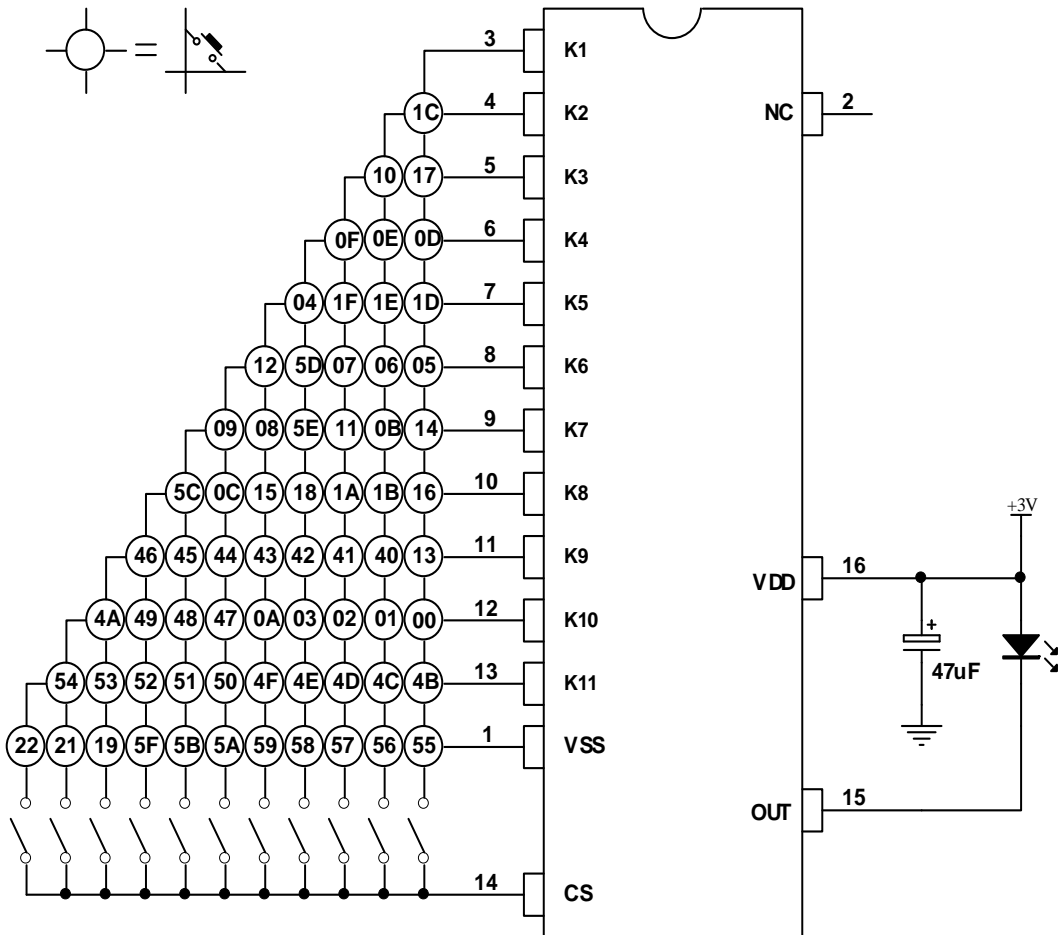 3 K1
1C 4 K2 NC 2
10 17 5 K3
0F 0E 0D 6 K4
04 1F 1E 1D 7 K5
12 5D 07 06 05 8 K6
09 08 5E 11 0B 14 9 K7
5C 0C 15 18 1A 1B 16 10 K8
+3V
46 45 44 43 42 41 40 13 11 K9
VDD 16
4A 49 48 47 0A 03 02 01 00 12 K10
+
47uF
54 53 52 51 50 4F 4E 4D 4C 4B 13 K11
22 21 19 5F 5B 5A 59 58 57 56 55 1 VSS
OUT 15
14 CS